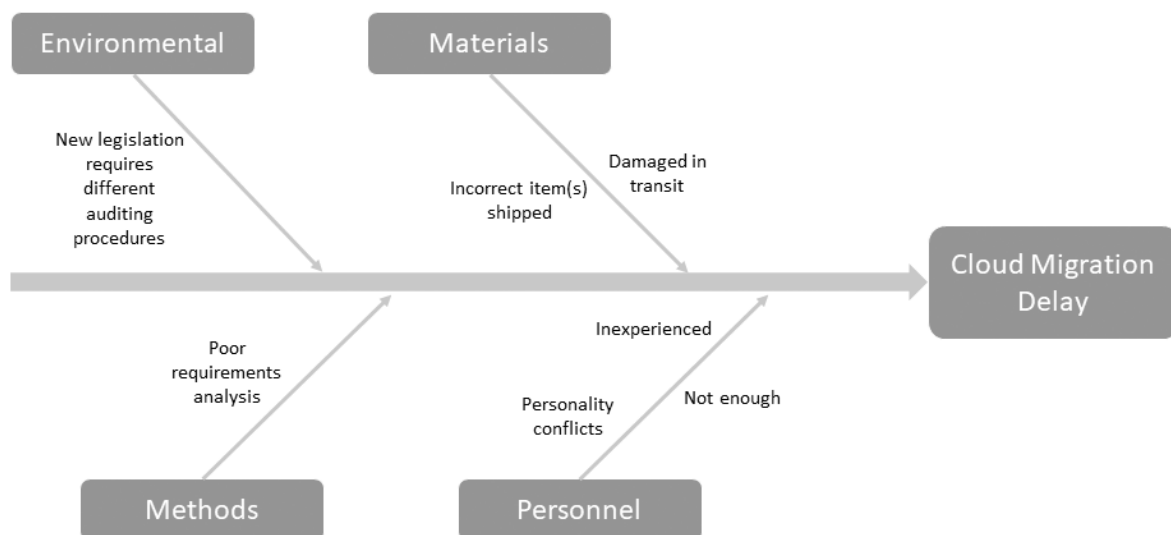 Environmental
Materials
New legislation
requires
different
auditing
procedures
Incorrect item(s)
shipped
Damaged in
transit
Cloud Migration
Delay
Poor
requirements
analysis
Inexperienced
Personality
conflicts
Not enough
Methods
Personnel